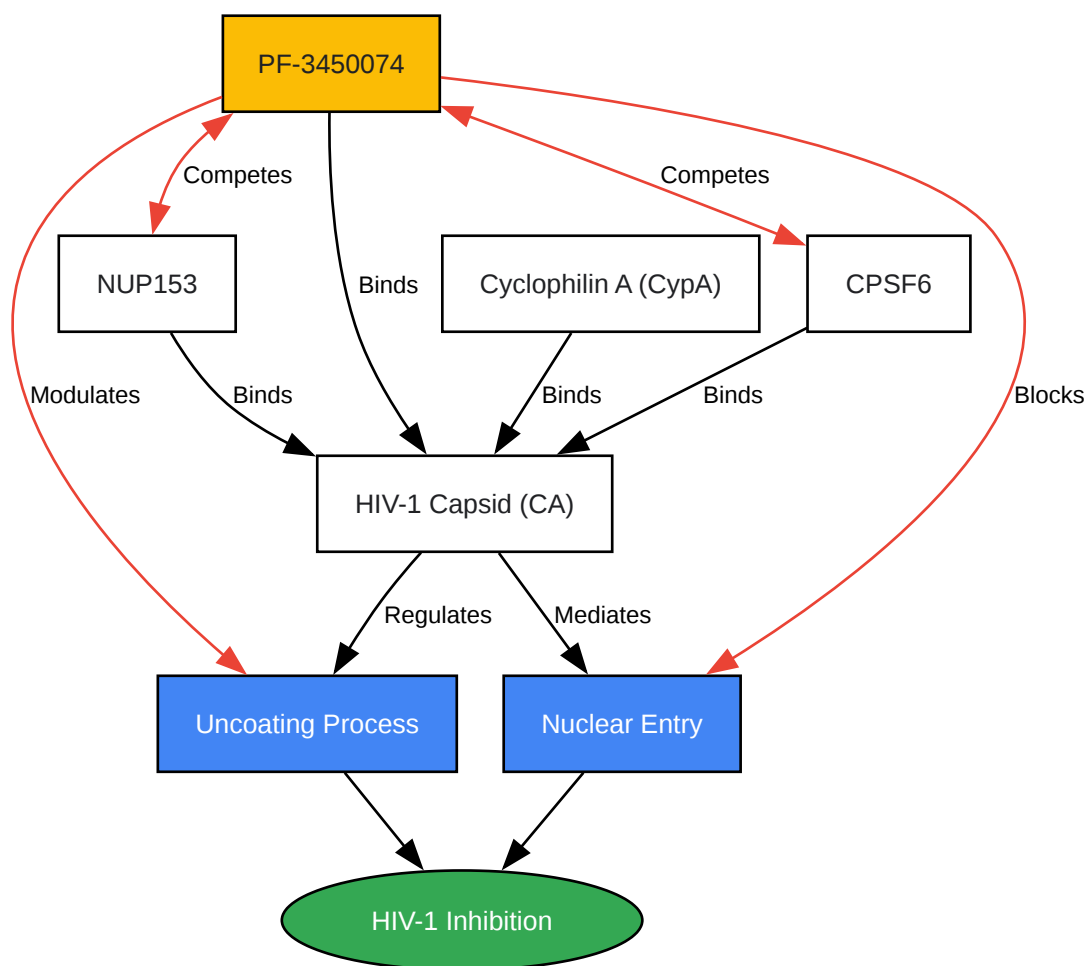 PF-3450074
Competes
Competes
NUP153
Binds
Cyclophilin A (CypA)
CPSF6
Modulates
Binds
Binds
Binds
Blocks
HIV-1 Capsid (CA)
Regulates
Mediates
Uncoating Process
Nuclear Entry
HIV-1 Inhibition